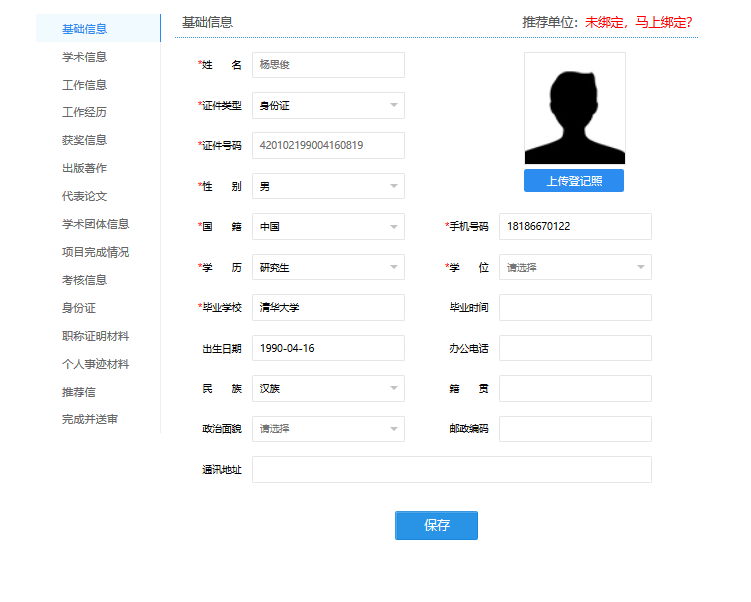 基础信息
学术信息
工作信息
工作经历
获奖信息
出版著作
代表论文
学术团体信息
项目完成情况
考核信息
身份证
职称证明材料
个人事迹材料
推荐信
完成并送审
基础信息 推荐单位：未绑定，马上绑定?
*姓 名 杨思俊
*证件类型 身份证
*证件号码 420102199004160819
上传登记照
*性 别 男
*国 籍 中国 *手机号码 18186670122
*学 历 研究生 *学 位 请选择
*毕业学校 清华大学 毕业时间
出生日期 1990-04-16 办公电话
民 族 汉族 籍 贯
政治面貌 请选择 邮政编码
通讯地址
保存